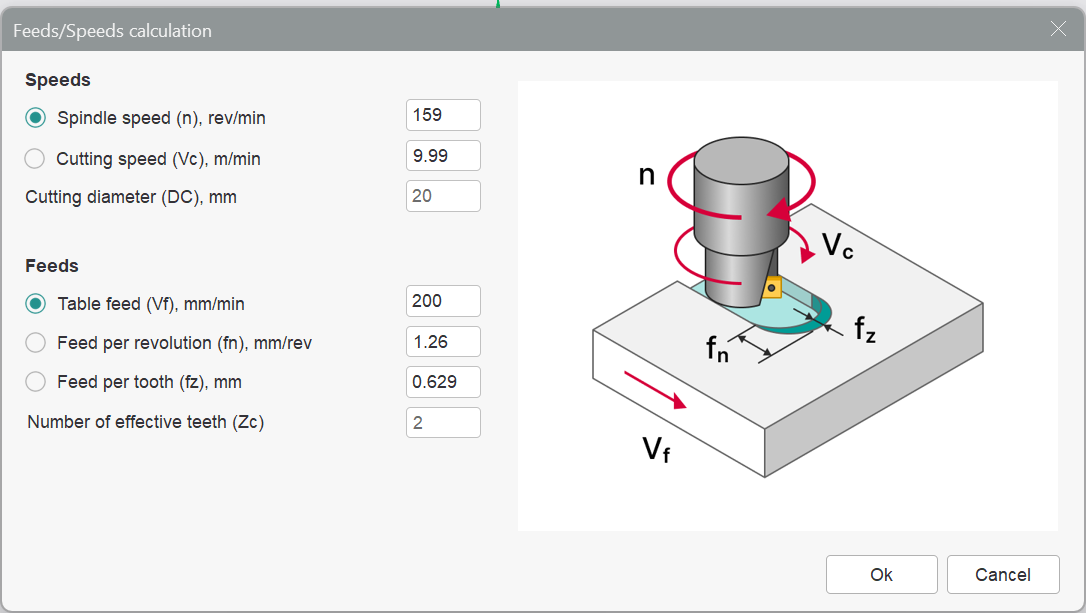 Feeds/Speeds calculation
Speeds
Spindle speed (n), rev/min 159
Cutting speed (Vc), m/min 9.99
Cutting diameter (DC), mm 20
Feeds
Table feed (Vf), mm/min 200
Feed per revolution (fn), mm/rev 1.26
Feed per tooth (fz), mm 0.629
Number of effective teeth (Zc) 2
n
Vc
fz
fn
Vf
Ok Cancel